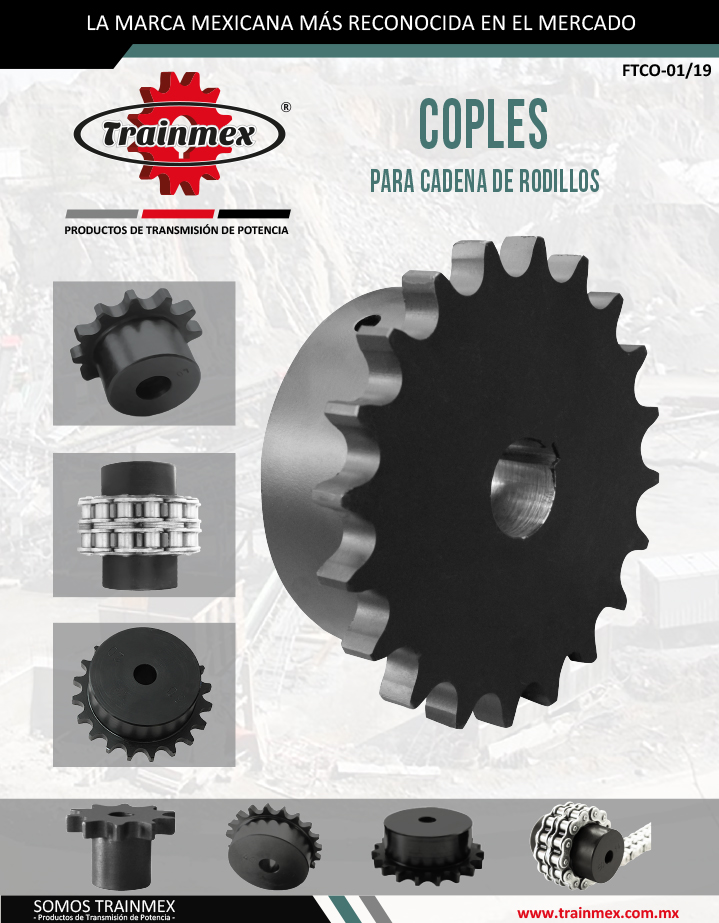 LA MARCA MEXICANA MÁS RECONOCIDA EN EL MERCADO
FTCO-01/19
Trainmex®
PRODUCTOS DE TRANSMISIÓN DE POTENCIA
COPLES
PARA CADENA DE RODILLOS
SOMOS TRAINMEX
- Productos de Transmisión de Potencia -
www.trainmex.com.mx